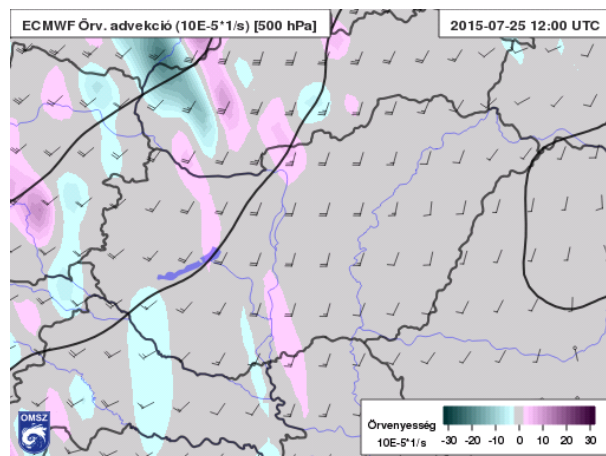 ECMWF Örv. advekció (10E-5*1/s) [500 hPa]
2015-07-25 12:00 UTC
OMSZ
Örvenyesség
10E-5*1/s
-30 -20 -10 0 10 20 30